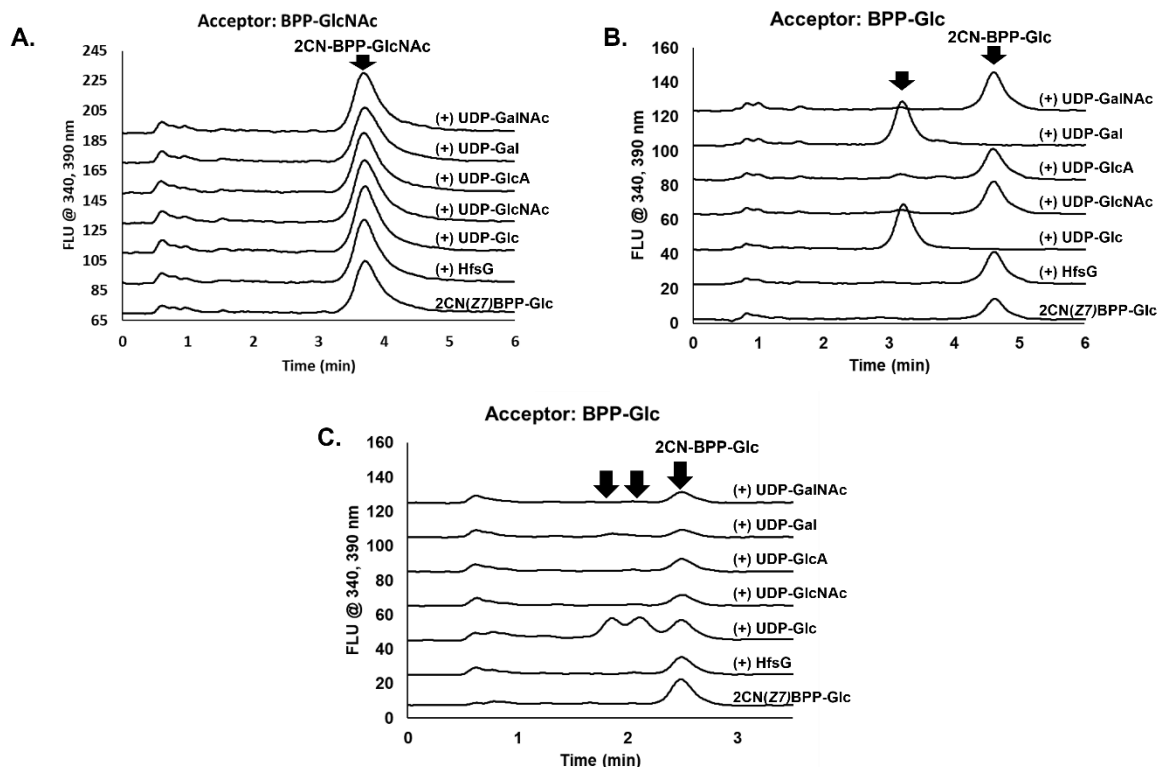 A.
Acceptor: BPP-GlcNAc
2CN-BPP-GlcNAc
245
225
205
185
165
145
125
105
85
65
FLU @ 340, 390 nm
(+) UDP-GalNAc
(+) UDP-Gal
(+) UDP-GlcA
(+) UDP-GlcNAc
(+) UDP-Glc
(+) HfsG
2CN(Z7)BPP-Glc
0 1 2 3 4 5 6
Time (min)
B.
Acceptor: BPP-Glc
2CN-BPP-Glc
160
140
120
100
80
60
40
20
0
FLU @ 340, 390 nm
(+) UDP-GalNAc
(+) UDP-Gal
(+) UDP-GlcA
(+) UDP-GlcNAc
(+) UDP-Glc
(+) HfsG
2CN(Z7)BPP-Glc
0 1 2 3 4 5 6
Time (min)
C.
Acceptor: BPP-Glc
2CN-BPP-Glc
160
140
120
100
80
60
40
20
0
FLU @ 340, 390 nm
(+) UDP-GalNAc
(+) UDP-Gal
(+) UDP-GlcA
(+) UDP-GlcNAc
(+) UDP-Glc
(+) HfsG
2CN(Z7)BPP-Glc
0 1 2 3
Time (min)